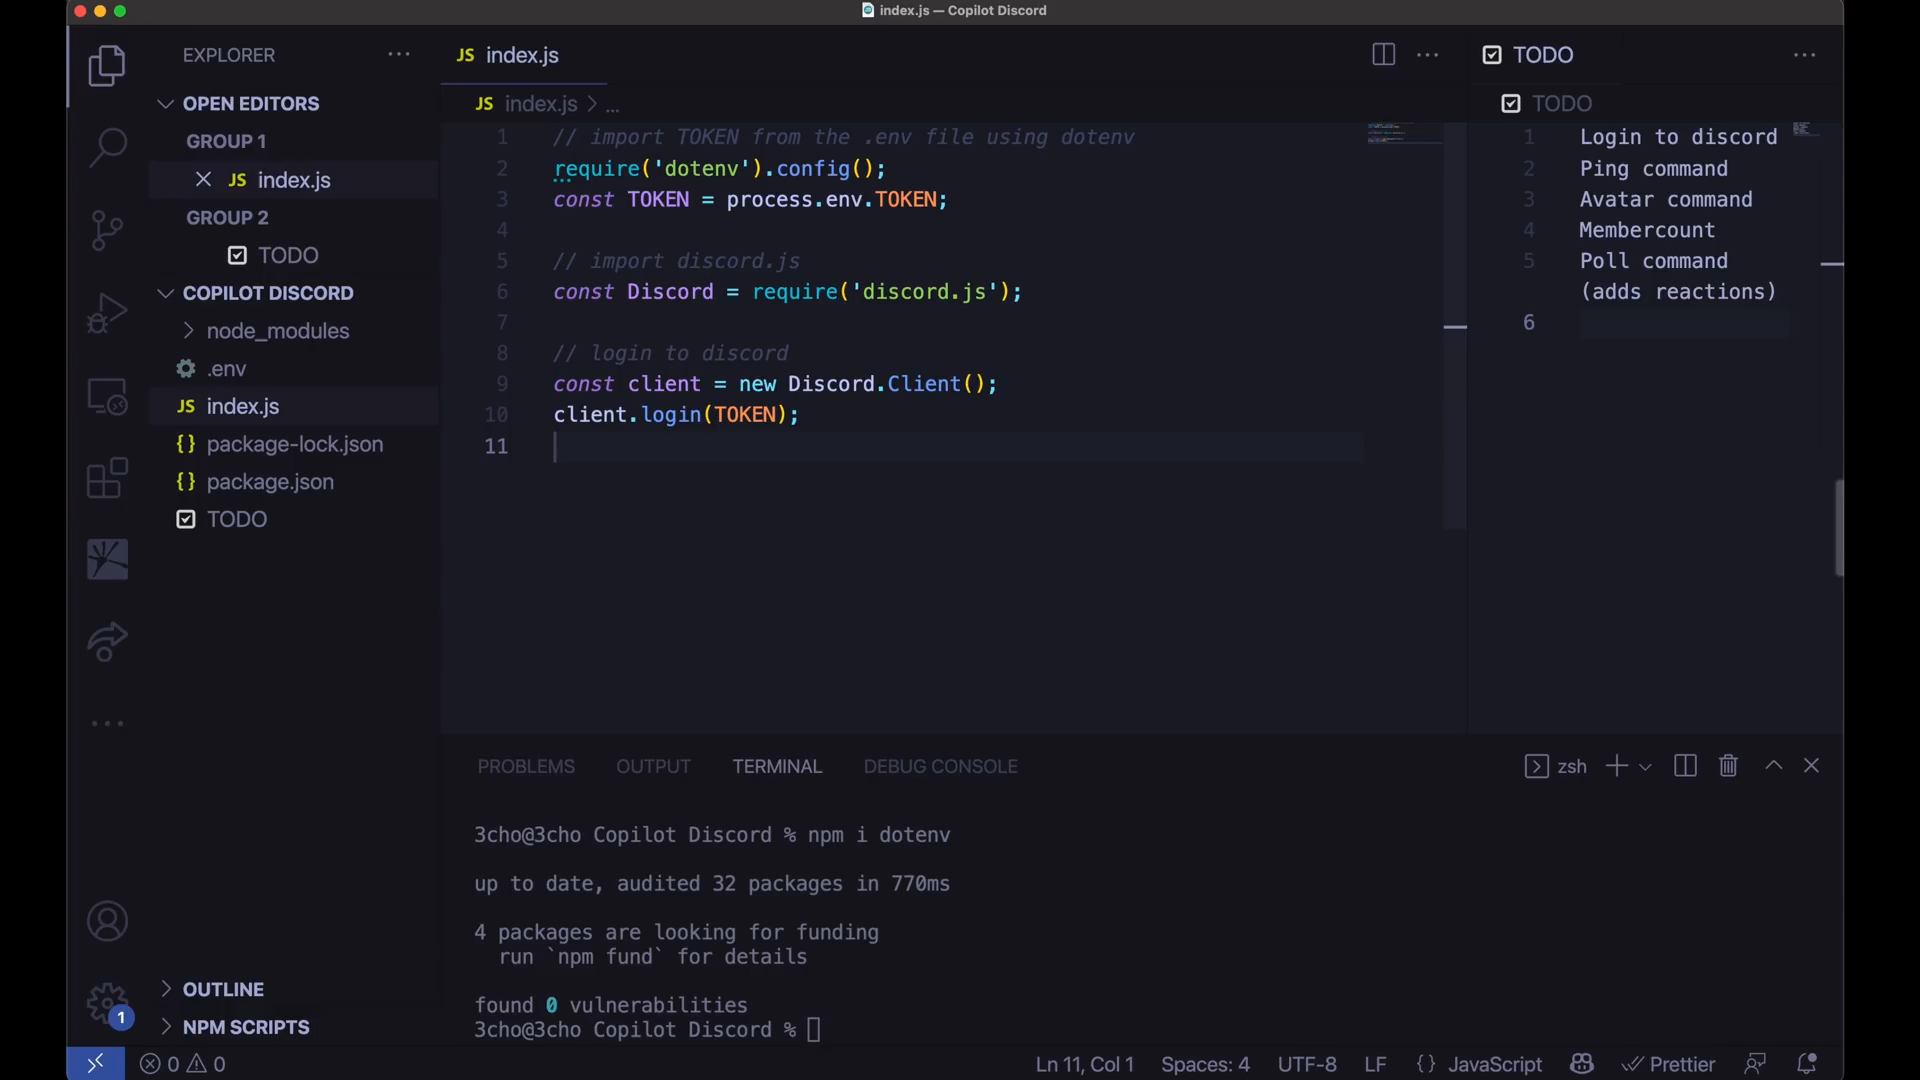 index.js — Copilot Discord
EXPLORER
OPEN EDITORS
GROUP 1
JS index.js
GROUP 2
TODO
COPILOT DISCORD
node_modules
.env
JS index.js
{} package-lock.json
{} package.json
TODO
OUTLINE
NPM SCRIPTS
1
JS index.js
JS index.js > ...
1 // import TOKEN from the .env file using dotenv
2 require('dotenv').config();
3 const TOKEN = process.env.TOKEN;
4
5 // import discord.js
6 const Discord = require('discord.js');
7
8 // login to discord
9 const client = new Discord.Client();
10 client.login(TOKEN);
11
TODO
TODO
1 Login to discord
2 Ping command
3 Avatar command
4 Membercount
5 Poll command
(adds reactions)
6
PROBLEMS OUTPUT TERMINAL DEBUG CONSOLE
zsh
3cho@3cho Copilot Discord % npm i dotenv
up to date, audited 32 packages in 770ms
4 packages are looking for funding
run `npm fund` for details
found 0 vulnerabilities
3cho@3cho Copilot Discord %
0 0 Ln 11, Col 1 Spaces: 4 UTF-8 LF {} JavaScript Prettier